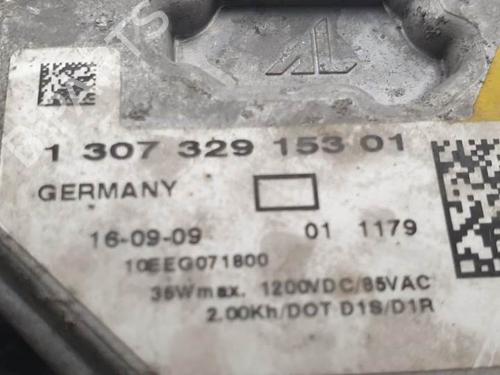 1 307 329 153 01
GERMANY
16-09-09 01 1179
10EEG071800
35Wmax. 1200VDC/85VAC
2.00Kh/DOT D1S/D1R